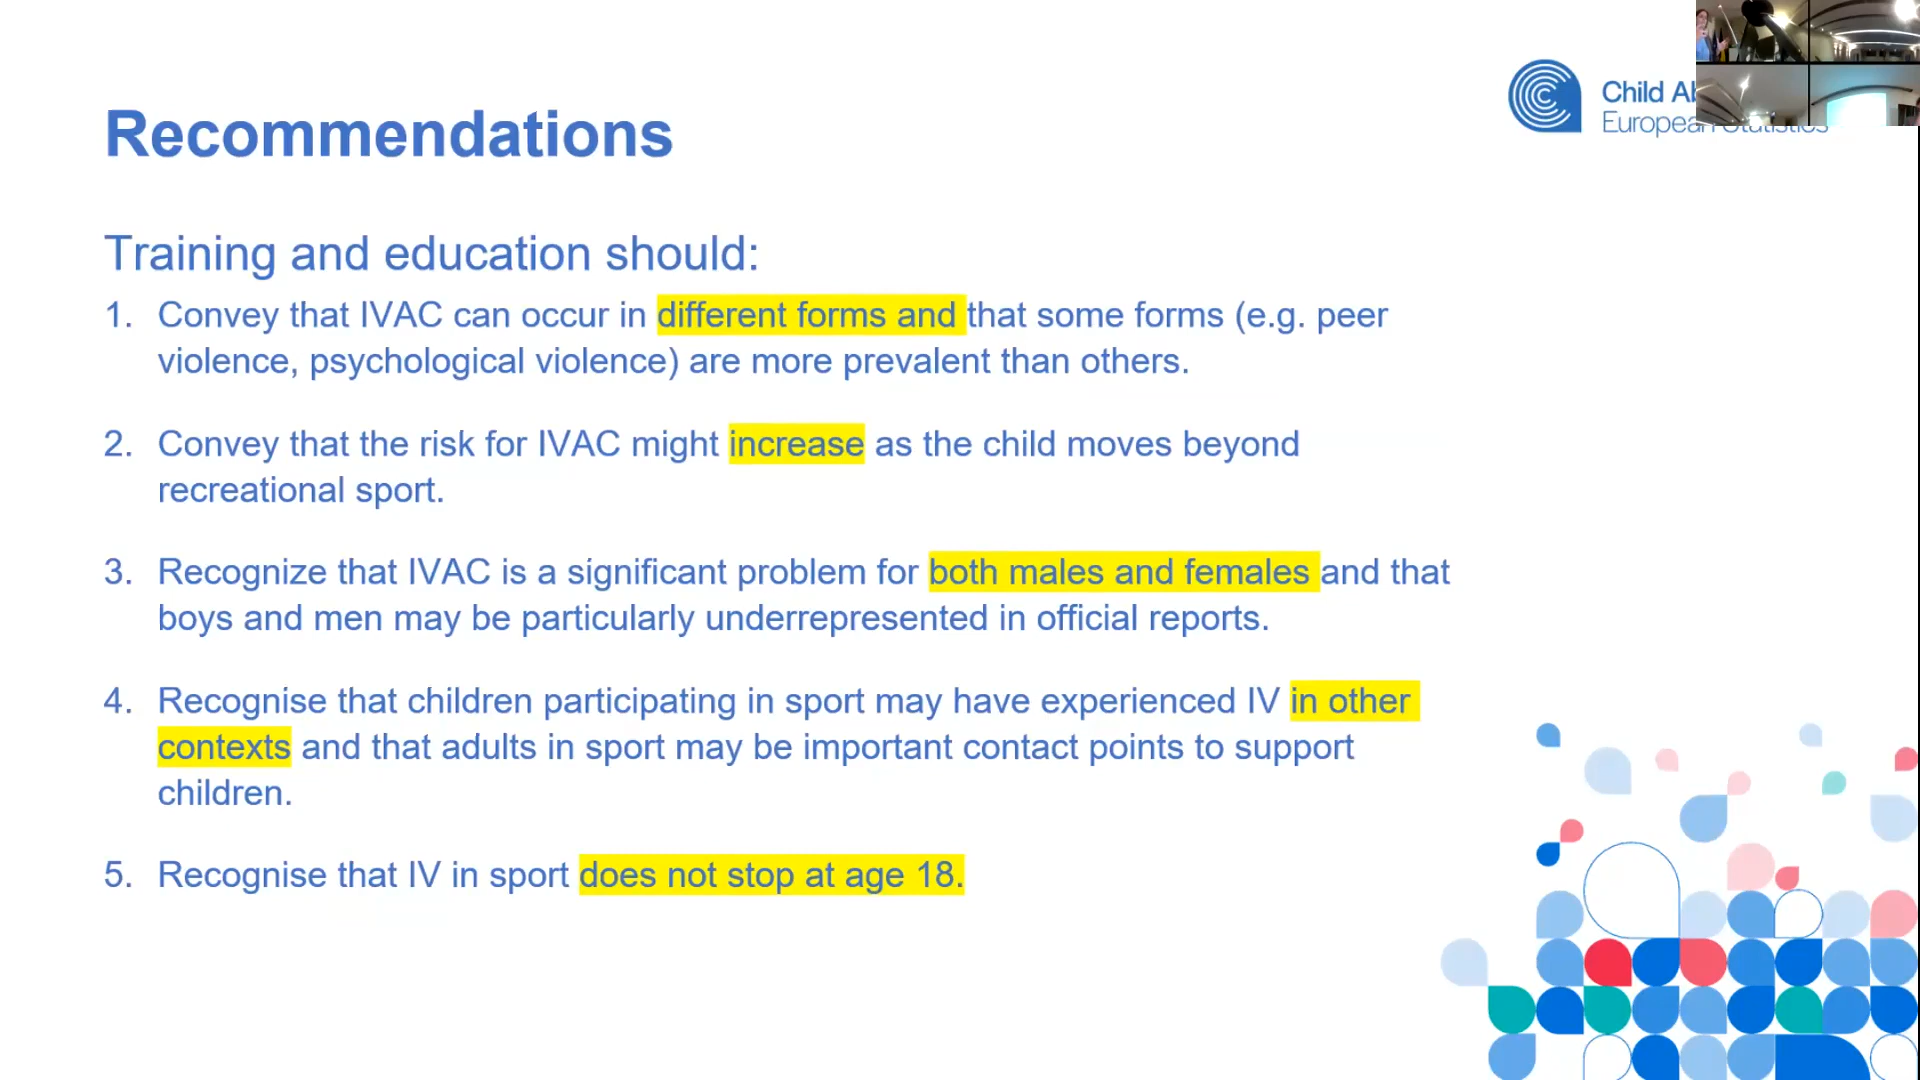 Child
European Statistics
Recommendations
Training and education should:
1. Convey that IVAC can occur in different forms and that some forms (e.g. peer
violence, psychological violence) are more prevalent than others.
2. Convey that the risk for IVAC might increase as the child moves beyond
recreational sport.
3. Recognize that IVAC is a significant problem for both males and females and that
boys and men may be particularly underrepresented in official reports.
4. Recognise that children participating in sport may have experienced IV in other
contexts and that adults in sport may be important contact points to support
children.
5. Recognise that IV in sport does not stop at age 18.